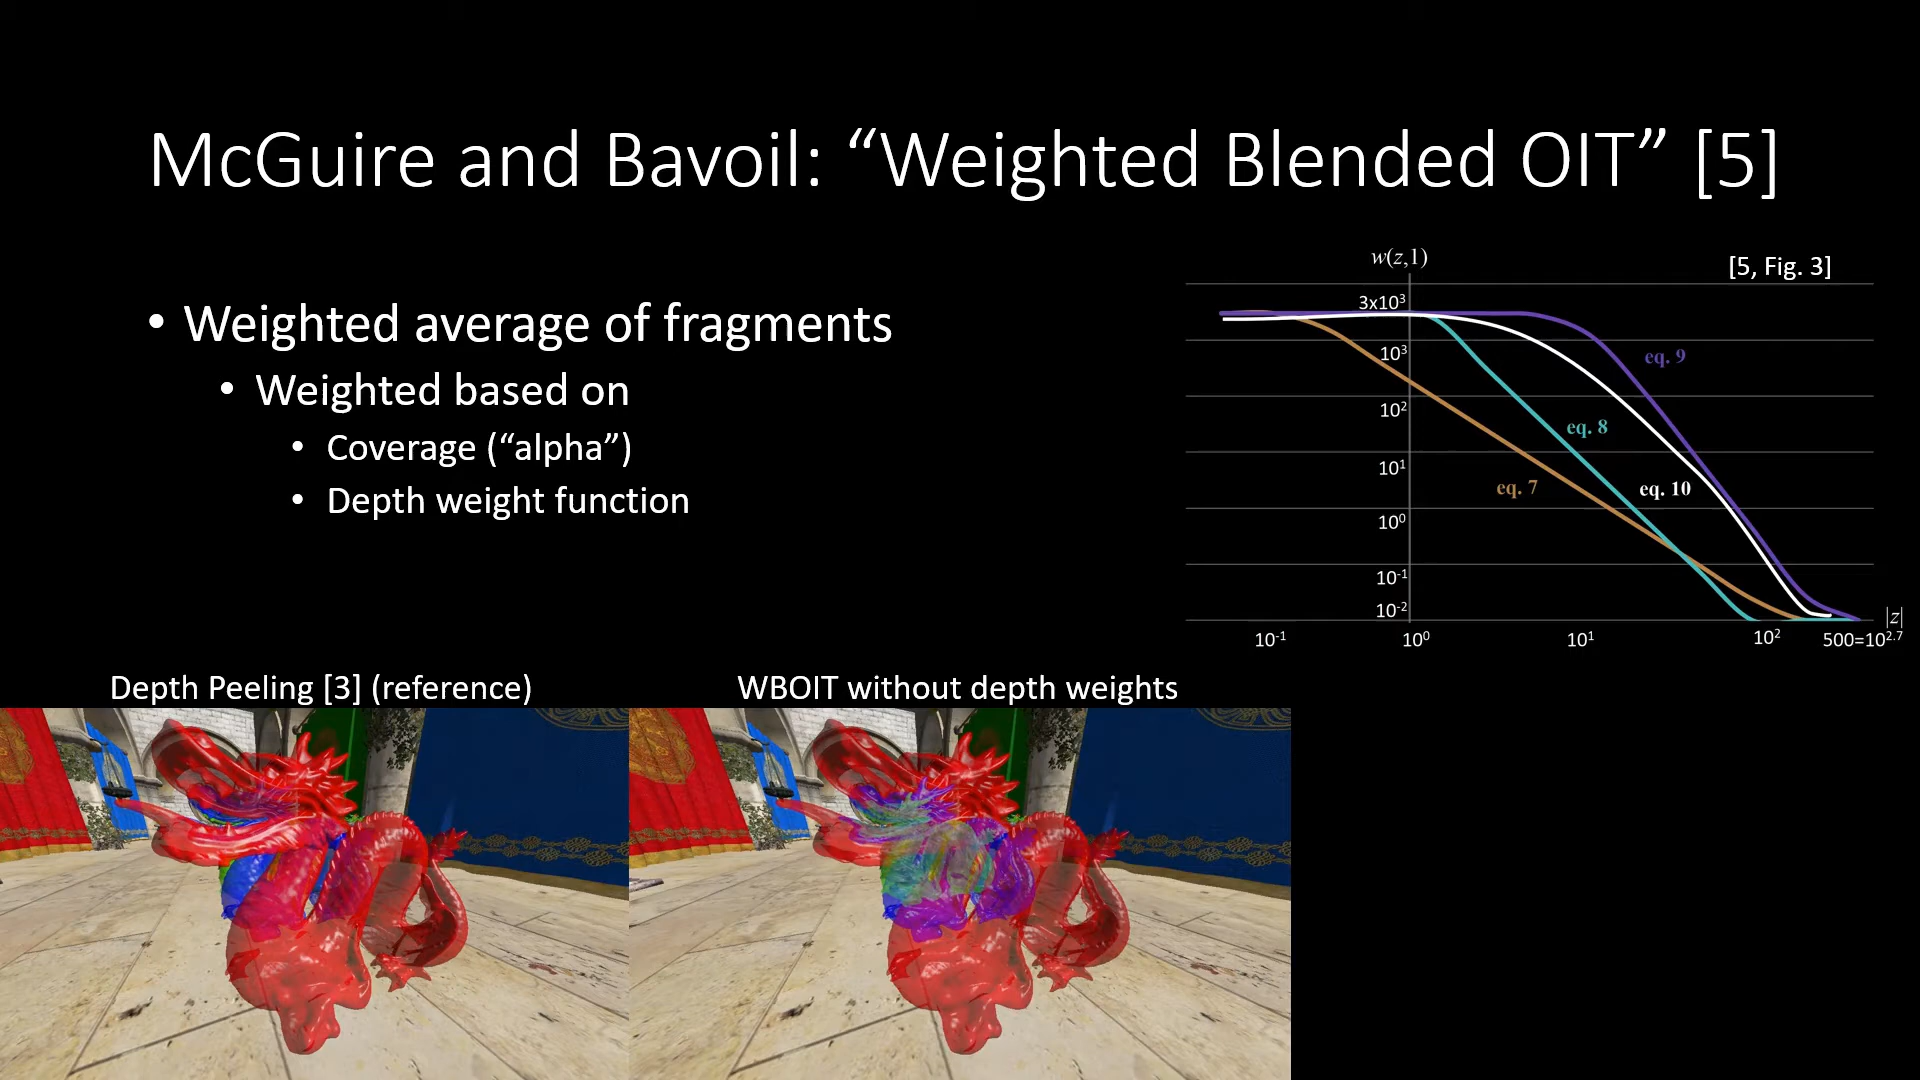 McGuire and Bavoil: “Weighted Blended OIT” [5]
• Weighted average of fragments
• Weighted based on
• Coverage (“alpha”)
• Depth weight function
w(z,1)
[5, Fig. 3]
3x10³
10³
10²
10¹
10⁰
10⁻¹
10⁻²
eq. 9
eq. 8
eq. 7
eq. 10
|z|
10⁻¹
10⁰
10¹
10²
500=10²·⁷
Depth Peeling [3] (reference)
WBOIT without depth weights